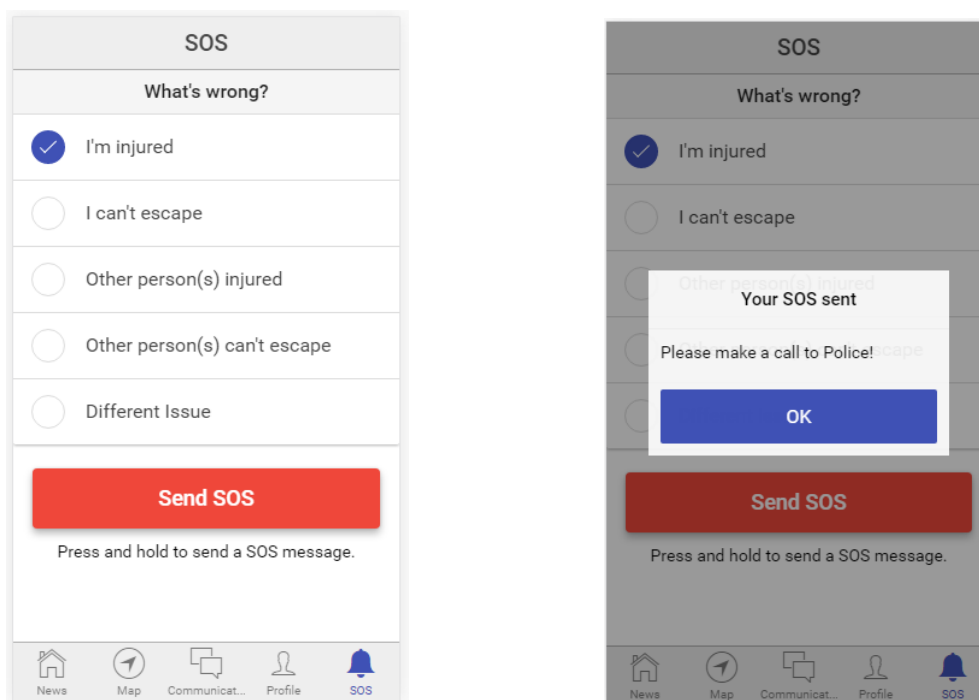 SOS
What's wrong?
I'm injured
I can't escape
Other person(s) injured
Other person(s) can't escape
Different Issue
Send SOS
Press and hold to send a SOS message.
News Map Communicat... Profile SOS
SOS
What's wrong?
I'm injured
I can't escape
Other person(s) injured
Your SOS sent
Please make a call to Police!
OK
Send SOS
Press and hold to send a SOS message.
News Map Communicat... Profile SOS